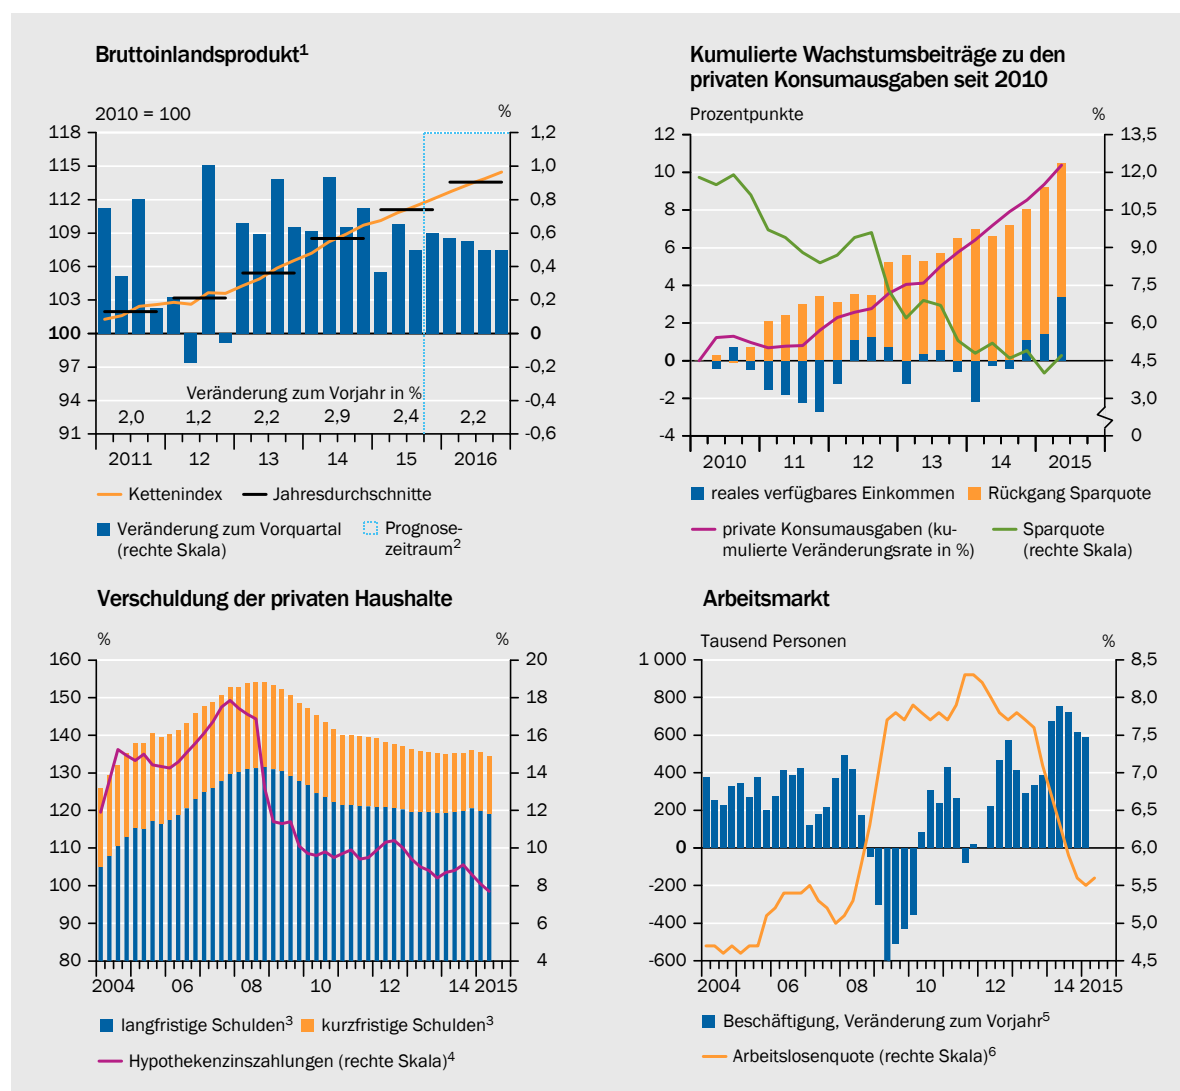 Bruttoinlandsprodukt¹
2010 = 100
%
118
115
112
109
106
103
100
97
94
91
1,2
1,0
0,8
0,6
0,4
0,2
0
-0,2
-0,4
-0,6
Veränderung zum Vorjahr in %
2,0 1,2 2,2 2,9 2,4 2,2
2011 12 13 14 15 2016
Kettenindex Jahresdurchschnitte
Veränderung zum Vorquartal
(rechte Skala)
Prognose-
zeitraum²
Kumulierte Wachstumsbeiträge zu den
privaten Konsumausgaben seit 2010
Prozentpunkte
%
12
10
8
6
4
2
0
-2
-4
13,5
12,0
10,5
9,0
7,5
6,0
4,5
3,0
0
2010 11 12 13 14 2015
reales verfügbares Einkommen Rückgang Sparquote
private Konsumausgaben (ku-
mulierte Veränderungsrate in %)
Sparquote
(rechte Skala)
Verschuldung der privaten Haushalte
%
%
160
150
140
130
120
110
100
90
80
20
18
16
14
12
10
8
6
4
2004 06 08 10 12 14 2015
langfristige Schulden³ kurzfristige Schulden³
Hypothekenzinszahlungen (rechte Skala)⁴
Arbeitsmarkt
Tausend Personen
%
1 000
800
600
400
200
0
-200
-400
-600
8,5
8,0
7,5
7,0
6,5
6,0
5,5
5,0
4,5
2004 06 08 10 12 14 2015
Beschäftigung, Veränderung zum Vorjahr⁵
Arbeitslosenquote (rechte Skala)⁶